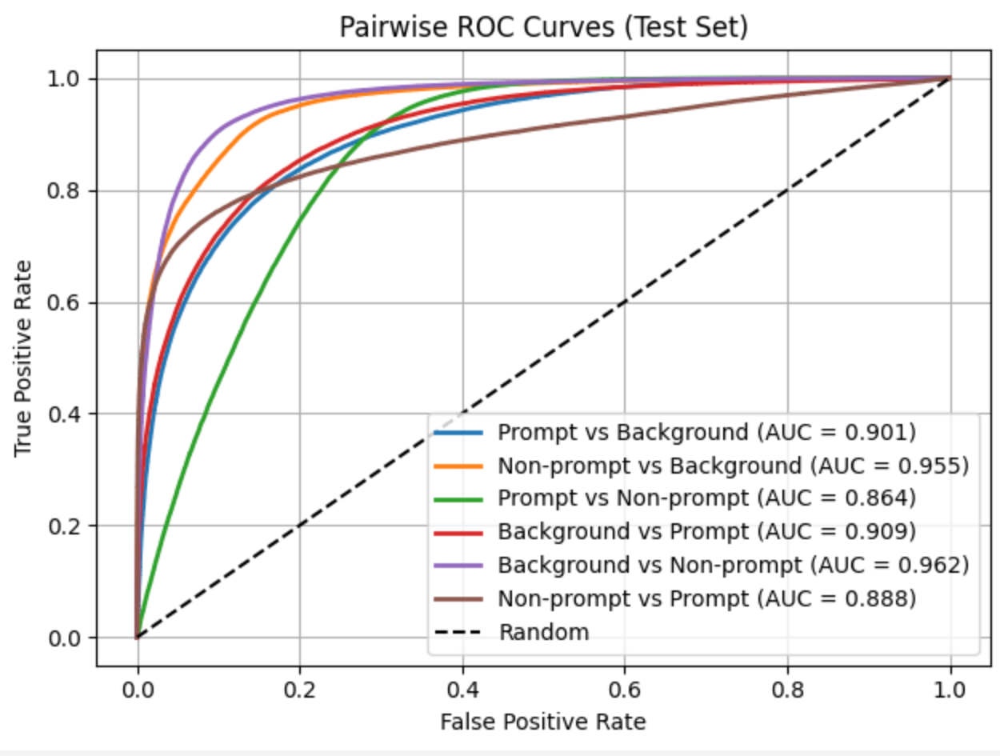 Pairwise ROC Curves (Test Set)
1.0
0.8
0.6
0.4
0.2
0.0
True Positive Rate
Prompt vs Background (AUC = 0.901)
Non-prompt vs Background (AUC = 0.955)
Prompt vs Non-prompt (AUC = 0.864)
Background vs Prompt (AUC = 0.909)
Background vs Non-prompt (AUC = 0.962)
Non-prompt vs Prompt (AUC = 0.888)
Random
0.0 0.2 0.4 0.6 0.8 1.0
False Positive Rate